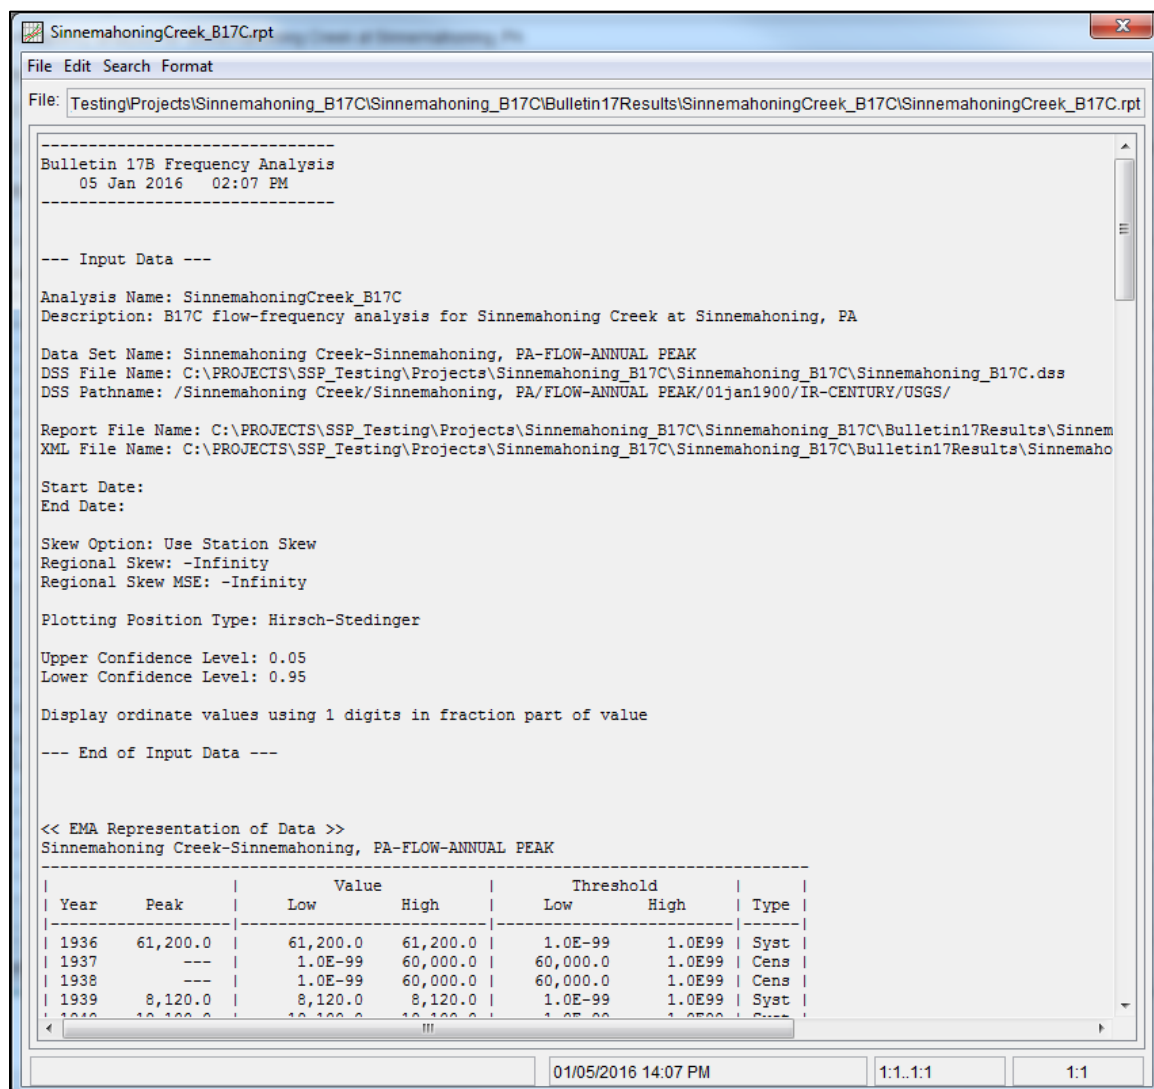 SinnemahoningCreek_B17C.rpt
File Edit Search Format
File: Testing\Projects\Sinnemahoning_B17C\Sinnemahoning_B17C\Bulletin17Results\SinnemahoningCreek_B17C\SinnemahoningCreek_B17C.rpt
-------------------------------
Bulletin 17B Frequency Analysis
05 Jan 2016 02:07 PM
-------------------------------
--- Input Data ---
Analysis Name: SinnemahoningCreek_B17C
Description: B17C flow-frequency analysis for Sinnemahoning Creek at Sinnemahoning, PA
Data Set Name: Sinnemahoning Creek-Sinnemahoning, PA-FLOW-ANNUAL PEAK
DSS File Name: C:\PROJECTS\SSP_Testing\Projects\Sinnemahoning_B17C\Sinnemahoning_B17C\Sinnemahoning_B17C.dss
DSS Pathname: /Sinnemahoning Creek/Sinnemahoning, PA/FLOW-ANNUAL PEAK/01jan1900/IR-CENTURY/USGS/
Report File Name: C:\PROJECTS\SSP_Testing\Projects\Sinnemahoning_B17C\Sinnemahoning_B17C\Bulletin17Results\Sinnem
XML File Name: C:\PROJECTS\SSP_Testing\Projects\Sinnemahoning_B17C\Sinnemahoning_B17C\Bulletin17Results\Sinnemaho
Start Date:
End Date:
Skew Option: Use Station Skew
Regional Skew: -Infinity
Regional Skew MSE: -Infinity
Plotting Position Type: Hirsch-Stedinger
Upper Confidence Level: 0.05
Lower Confidence Level: 0.95
Display ordinate values using 1 digits in fraction part of value
--- End of Input Data ---
<< EMA Representation of Data >>
Sinnemahoning Creek-Sinnemahoning, PA-FLOW-ANNUAL PEAK
| | Value | Threshold | |
| Year Peak | Low High | Low High | Type |
| 1936 61,200.0 | 61,200.0 61,200.0 | 1.0E-99 1.0E99 | Syst |
| 1937 --- | 1.0E-99 60,000.0 | 60,000.0 1.0E99 | Cens |
| 1938 --- | 1.0E-99 60,000.0 | 60,000.0 1.0E99 | Cens |
| 1939 8,120.0 | 8,120.0 8,120.0 | 1.0E-99 1.0E99 | Syst |
01/05/2016 14:07 PM 1:1..1:1 1:1